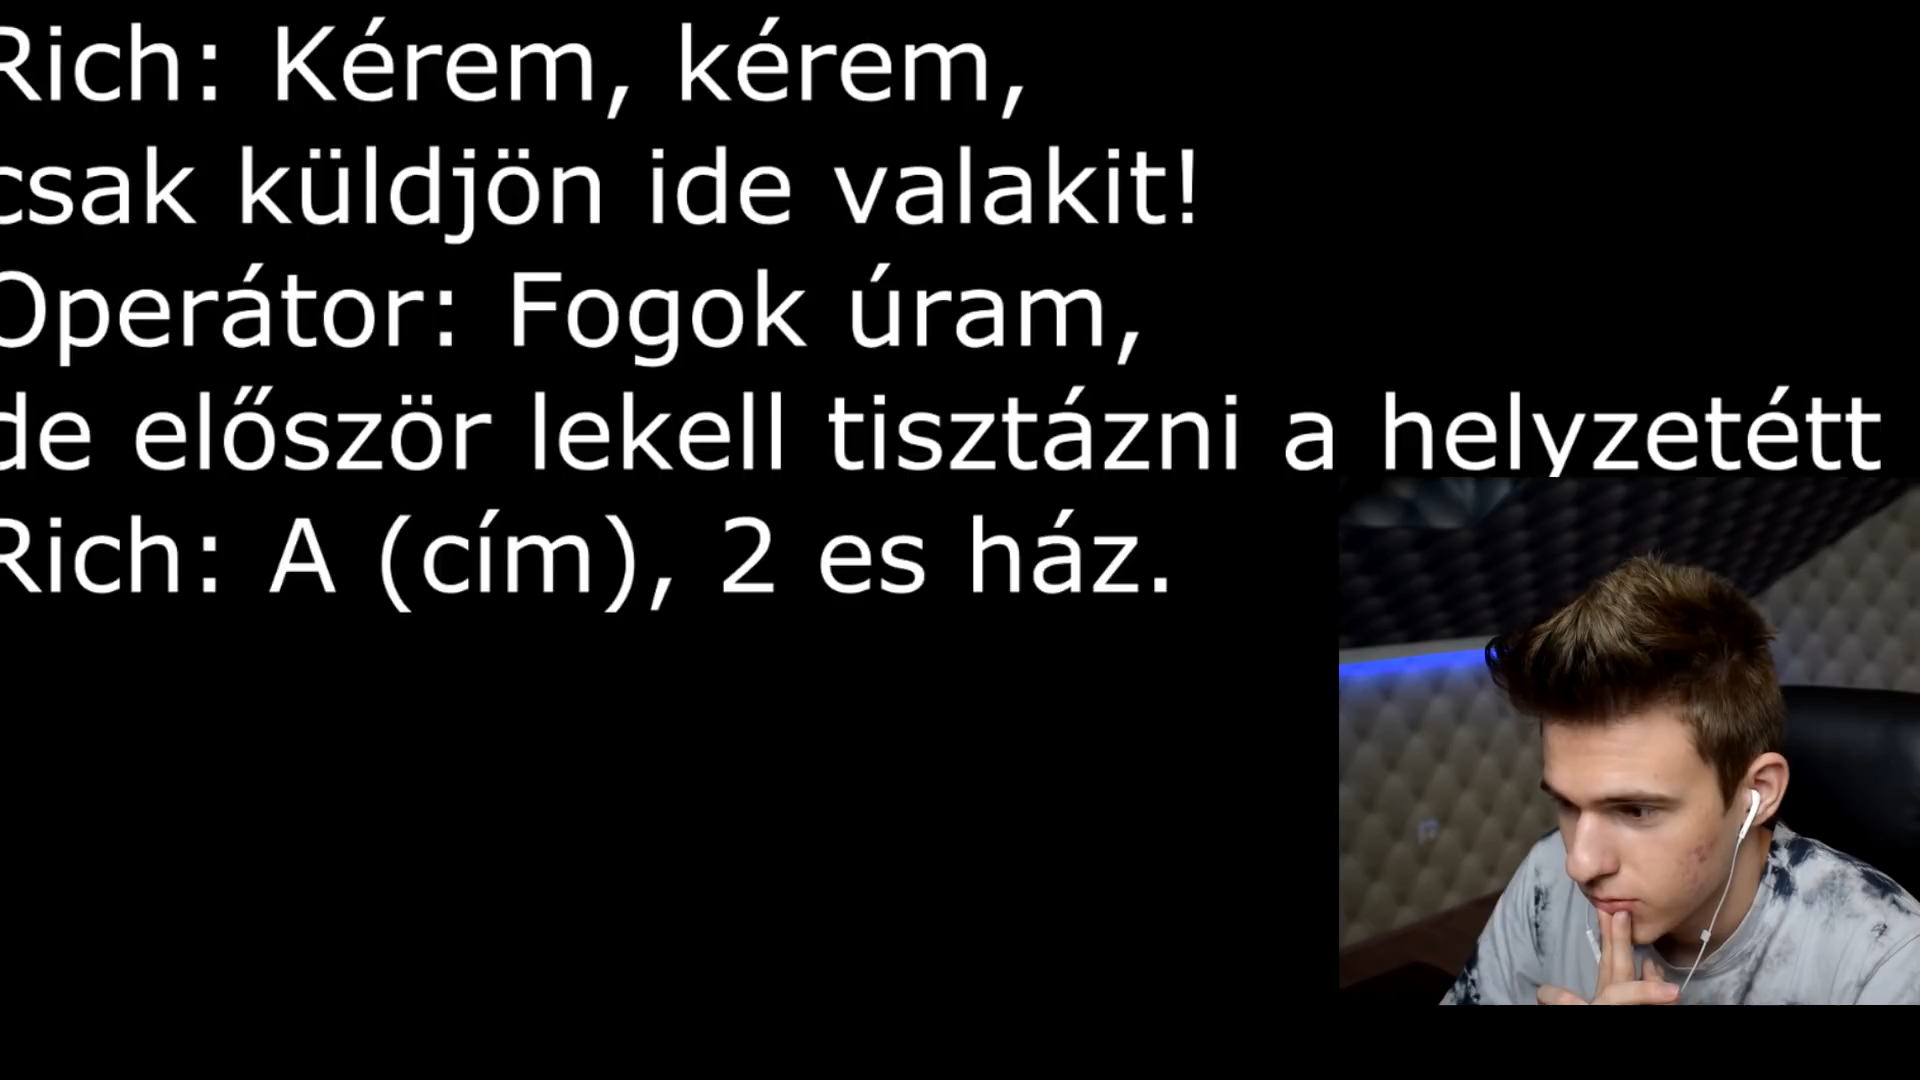 Rich: Kérem, kérem,
csak küldjön ide valakit!
Operátor: Fogok úram,
de először lekell tisztázni a helyzetétt
Rich: A (cím), 2 es ház.